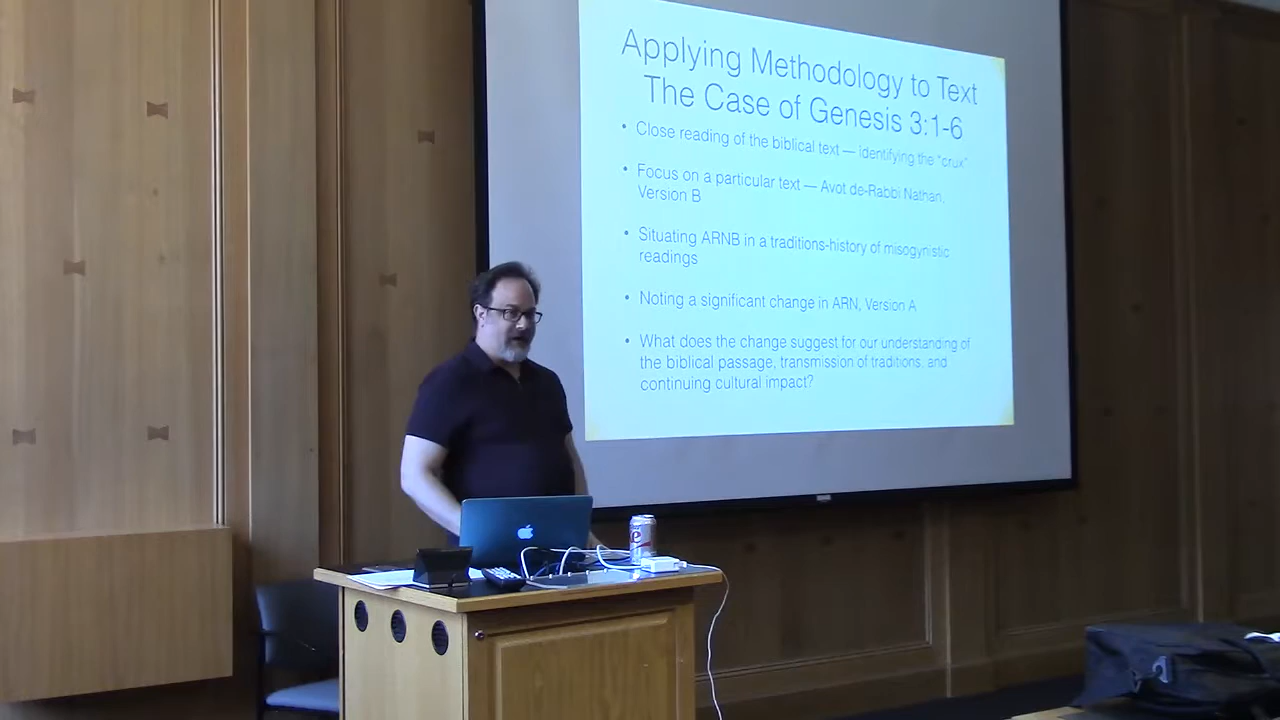 Applying Methodology to Text
The Case of Genesis 3:1-6
• Close reading of the biblical text — identifying the "crux"
• Focus on a particular text — Avot de-Rabbi Nathan,
Version B
• Situating ARNB in a traditions-history of misogynistic
readings
• Noting a significant change in ARN, Version A
• What does the change suggest for our understanding of
the biblical passage, transmission of traditions, and
continuing cultural impact?